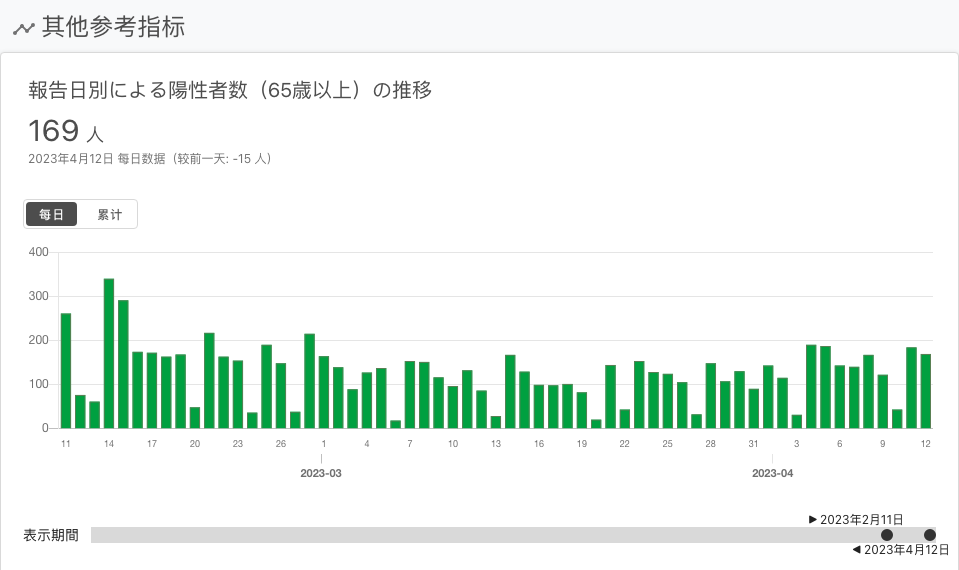 其他参考指标
報告日別による陽性者数（65歳以上）の推移
169 人
2023年4月12日 每日数据（较前一天: -15 人）
每日 累计
400
300
200
100
0
11 14 17 20 23 26 1 4 7 10 13 16 19 22 25 28 31 3 6 9 12
2023-03 2023-04
▶ 2023年2月11日
表示期間
◀ 2023年4月12日